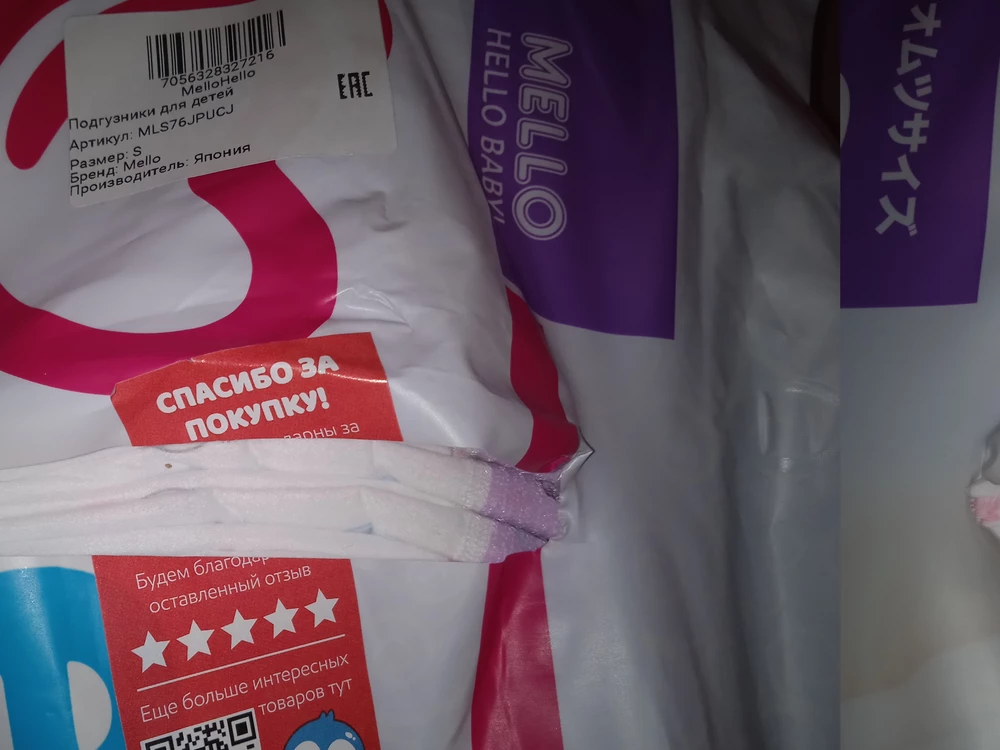 7056328327216
MelloHello
Подгузники для детей
Артикул: MLS76JPUCJ
Размер: S
Бренд: Mello
Производитель: Япония
EAC
MELLO
HELLO BABY!
オムツサイズ
СПАСИБО ЗА
ПОКУПКУ!
за
Будем
оставленный отзыв
Еще больше интересных
товаров тут